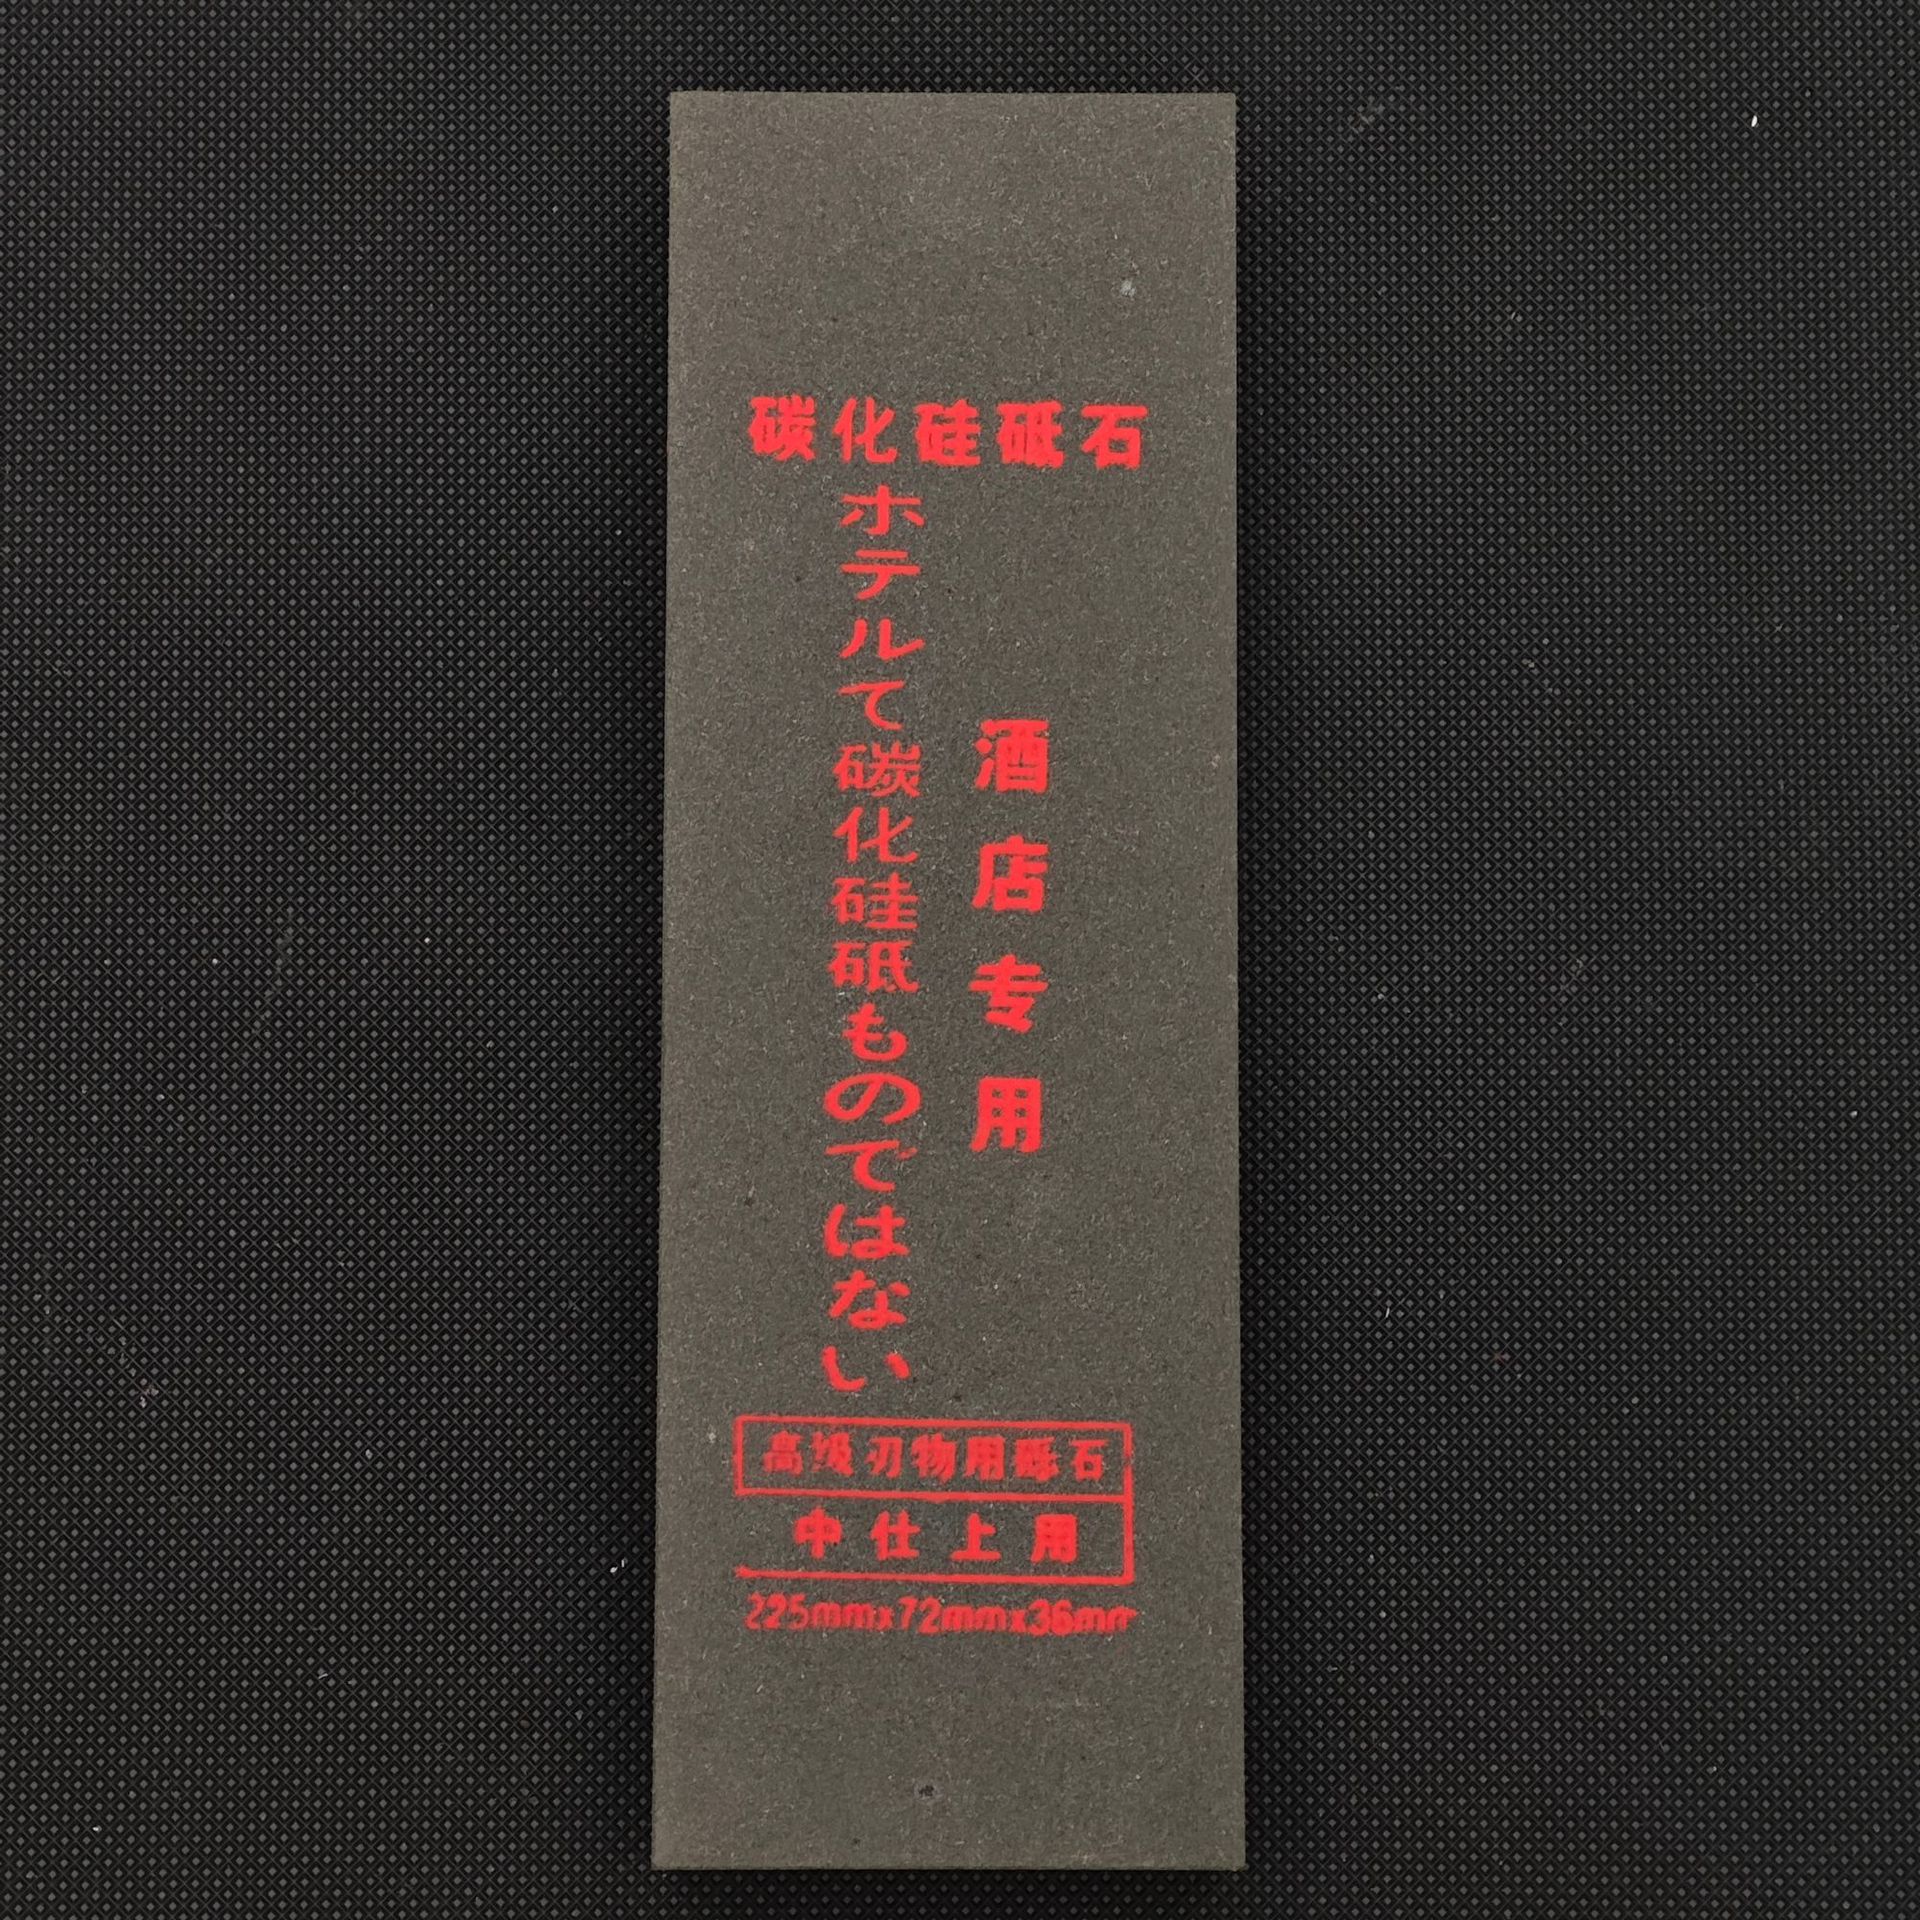 碳化硅砥石
酒店专用
ホテルて碳化硅砥ものではない
高级刃物用砾石
中仕上用
225mmx72mmx36mm